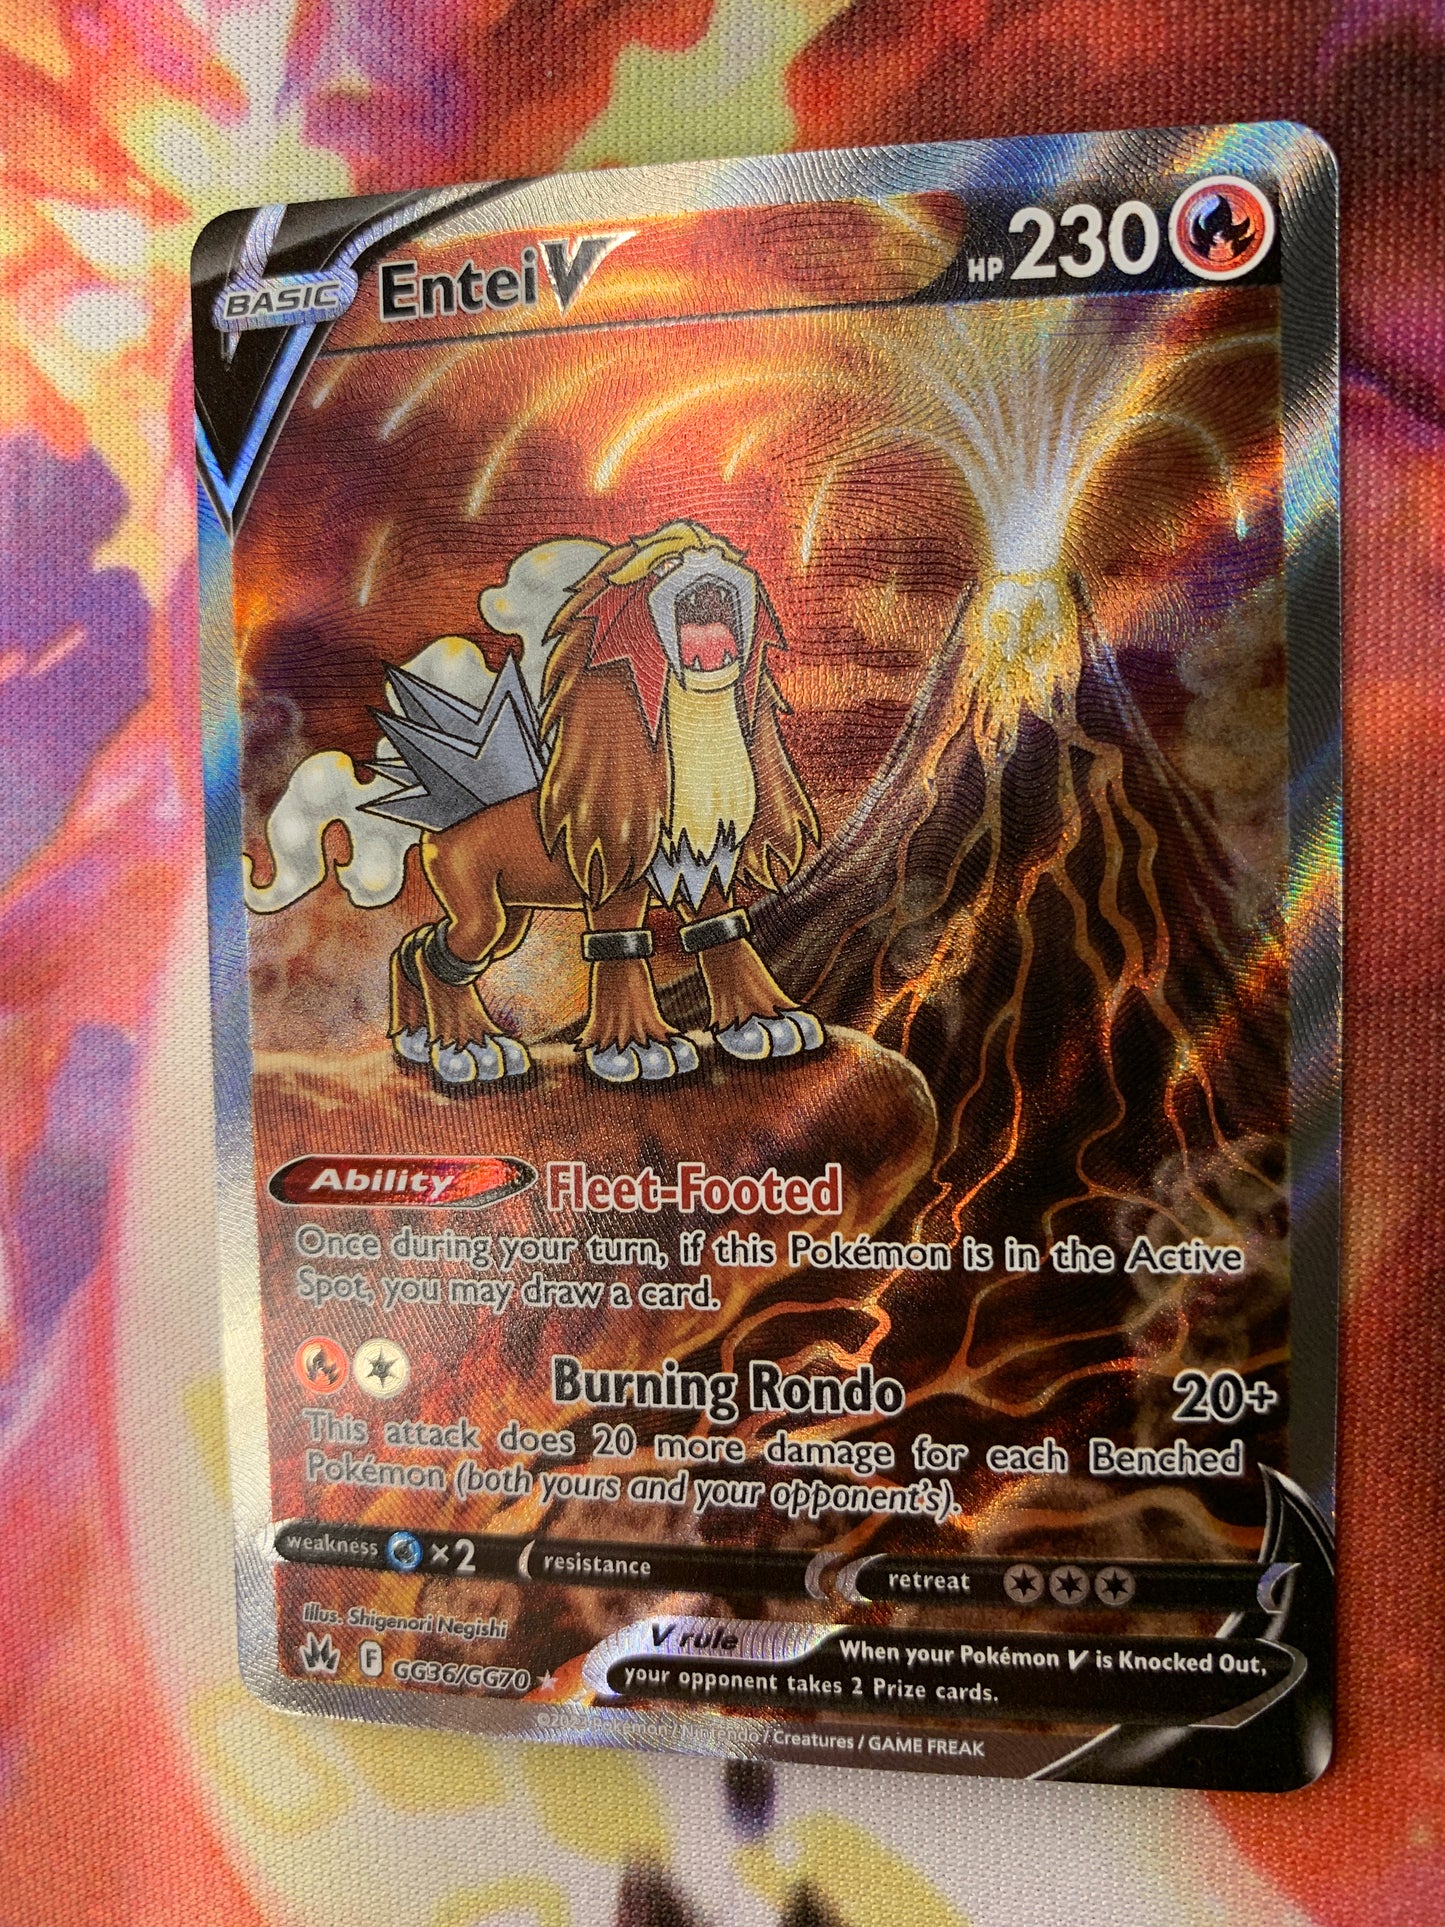 BASIC
Entei V
HP 230
Ability Fleet-Footed
Once during your turn, if this Pokémon is in the Active
Spot, you may draw a card.
Burning Rondo 20+
This attack does 20 more damage for each Benched
Pokémon (both yours and your opponent's).
weakness ×2 resistance retreat
Illus. Shigenori Negishi
F GG36/GG70
V rule When your Pokémon V is Knocked Out,
your opponent takes 2 Prize cards.
©2023 Pokémon / Nintendo / Creatures / GAME FREAK